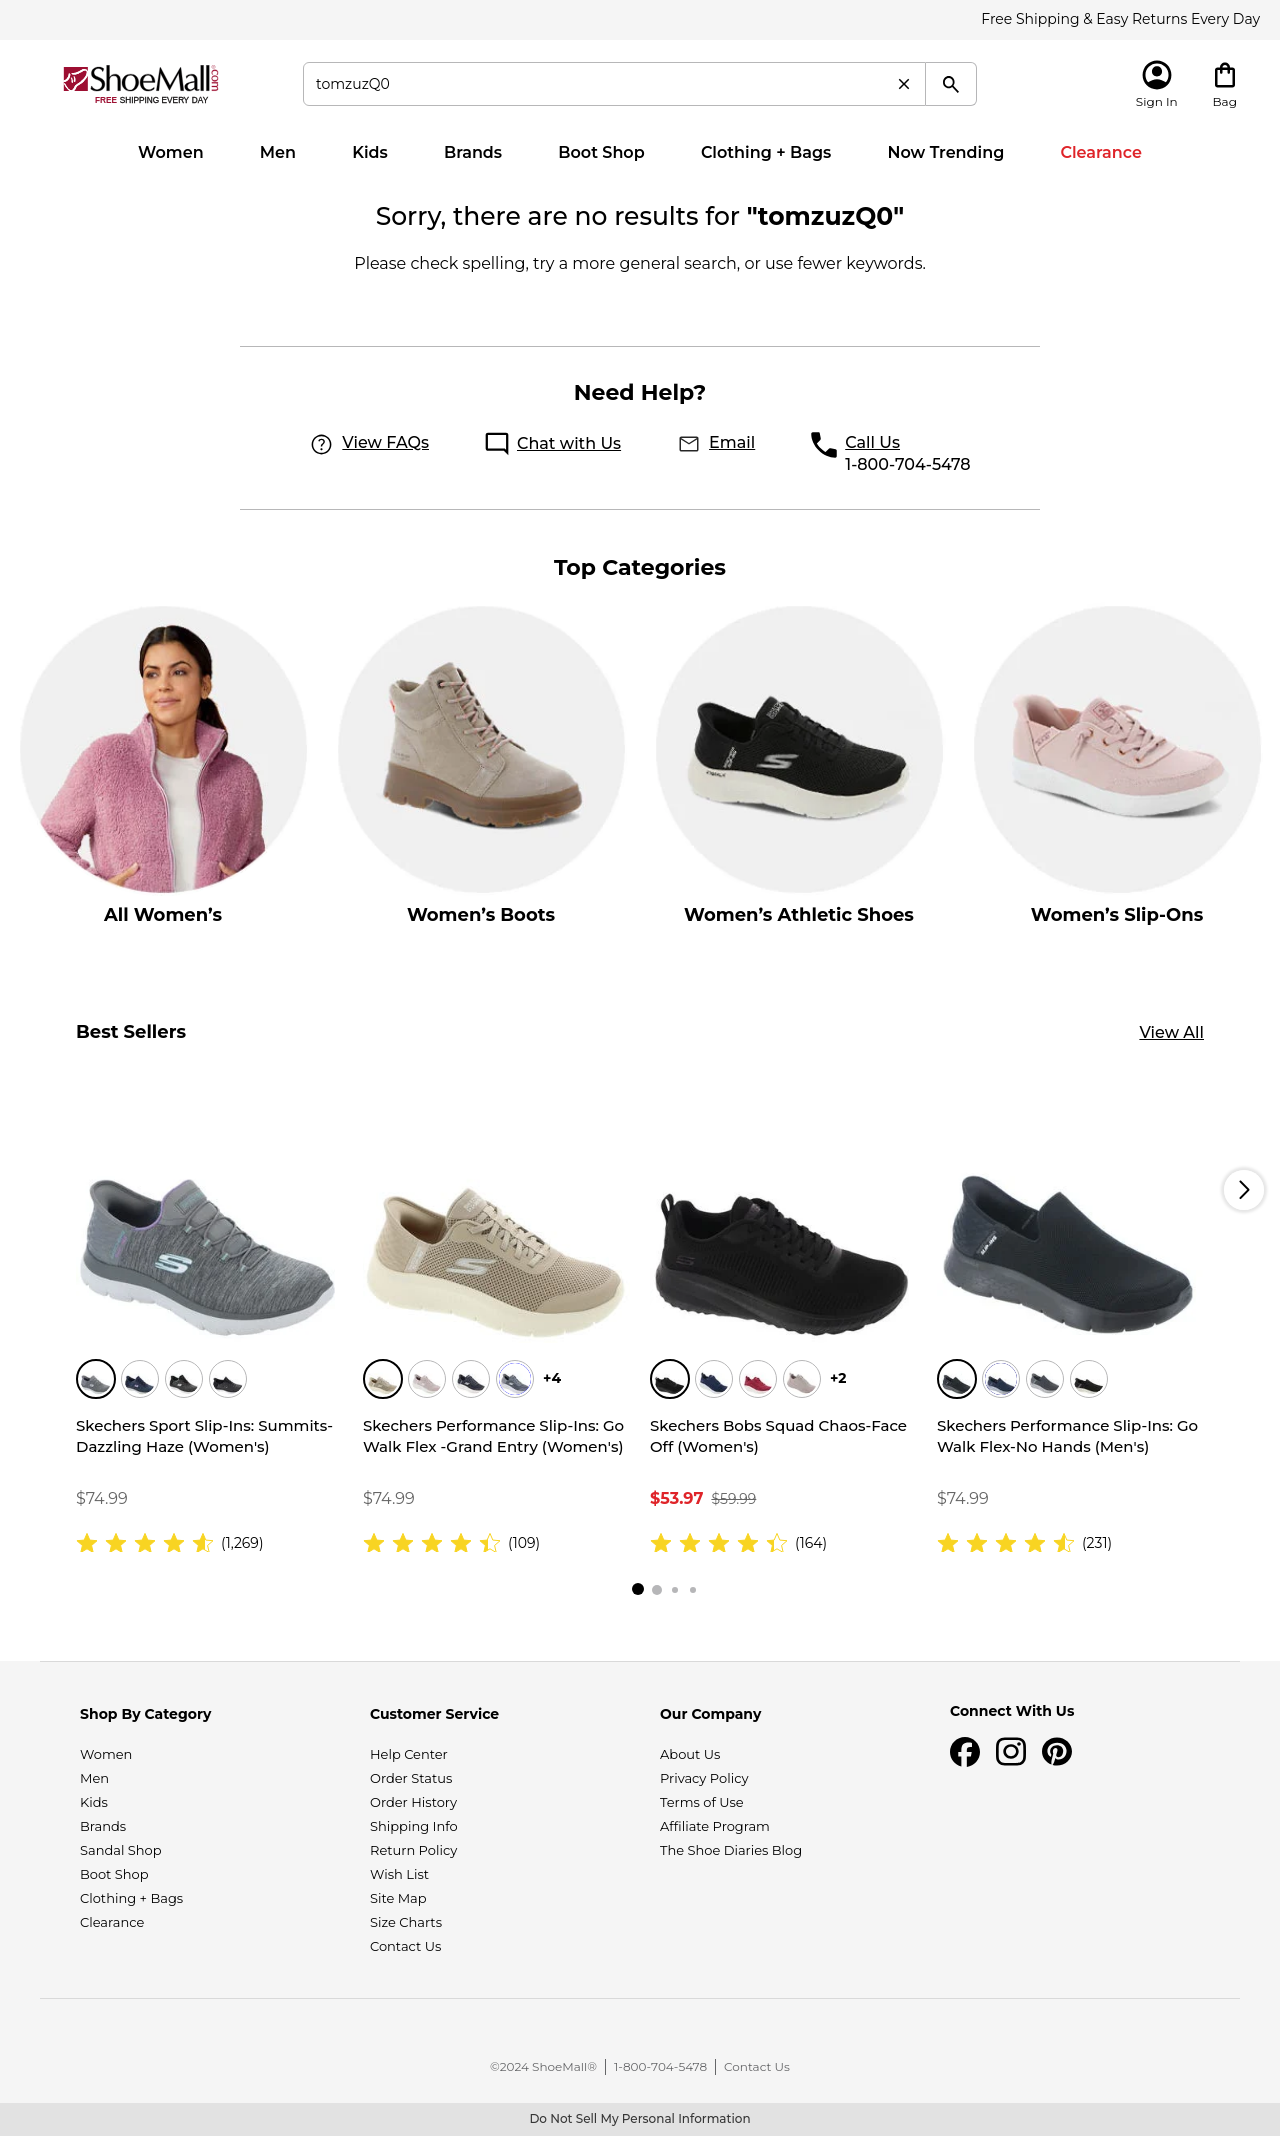 Free Shipping & Easy Returns Every Day
ShoeMall.com
FREE SHIPPING EVERY DAY
tomzuzQ0
Sign In
Bag
Women
Men
Kids
Brands
Boot Shop
Clothing + Bags
Now Trending
Clearance
Sorry, there are no results for "tomzuzQ0"
Please check spelling, try a more general search, or use fewer keywords.
Need Help?
View FAQs
Chat with Us
Email
Call Us
1-800-704-5478
Top Categories
All Women’s
Women’s Boots
Women’s Athletic Shoes
Women’s Slip-Ons
Best Sellers
View All
Skechers Sport Slip-Ins: Summits-
Dazzling Haze (Women's)
$74.99
(1,269)
+4
Skechers Performance Slip-Ins: Go
Walk Flex -Grand Entry (Women's)
$74.99
(109)
+2
Skechers Bobs Squad Chaos-Face
Off (Women's)
$53.97 $59.99
(164)
Skechers Performance Slip-Ins: Go
Walk Flex-No Hands (Men's)
$74.99
(231)
Shop By Category
Women
Men
Kids
Brands
Sandal Shop
Boot Shop
Clothing + Bags
Clearance
Customer Service
Help Center
Order Status
Order History
Shipping Info
Return Policy
Wish List
Site Map
Size Charts
Contact Us
Our Company
About Us
Privacy Policy
Terms of Use
Affiliate Program
The Shoe Diaries Blog
Connect With Us
©2024 ShoeMall® | 1-800-704-5478 | Contact Us
Do Not Sell My Personal Information